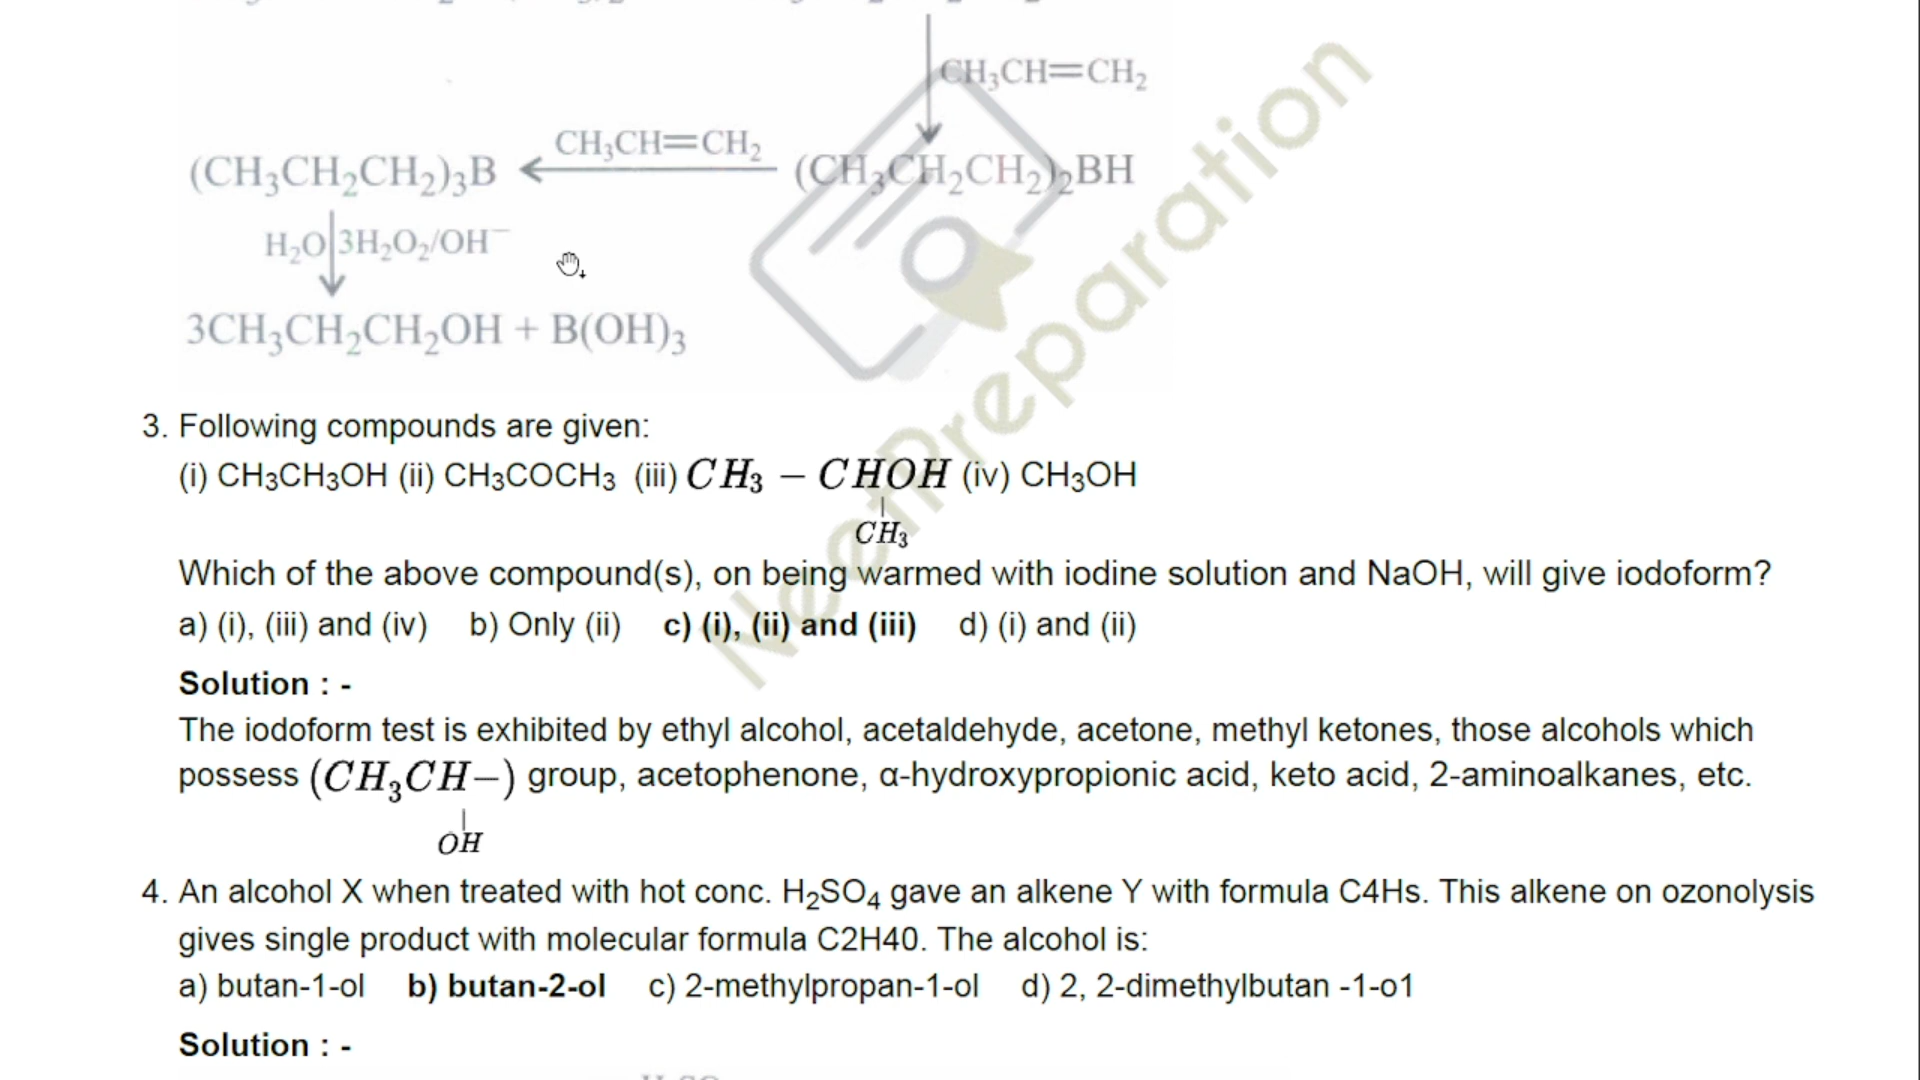 CH₃CH=CH₂
(CH₃CH₂CH₂)₃B CH₃CH=CH₂ (CH₃CH₂CH₂)₂BH
H₂O 3H₂O₂/OH⁻
3CH₃CH₂CH₂OH + B(OH)₃
3. Following compounds are given:
(i) CH3CH3OH (ii) CH3COCH3 (iii) CH₃ – CHOH (iv) CH3OH
|
CH₃
Which of the above compound(s), on being warmed with iodine solution and NaOH, will give iodoform?
a) (i), (iii) and (iv) b) Only (ii) c) (i), (ii) and (iii) d) (i) and (ii)
Solution : -
The iodoform test is exhibited by ethyl alcohol, acetaldehyde, acetone, methyl ketones, those alcohols which
possess (CH₃CH–) group, acetophenone, α-hydroxypropionic acid, keto acid, 2-aminoalkanes, etc.
|
OH
4. An alcohol X when treated with hot conc. H₂SO₄ gave an alkene Y with formula C4Hs. This alkene on ozonolysis
gives single product with molecular formula C2H40. The alcohol is:
a) butan-1-ol b) butan-2-ol c) 2-methylpropan-1-ol d) 2, 2-dimethylbutan -1-o1
Solution : -
NeetPreparation